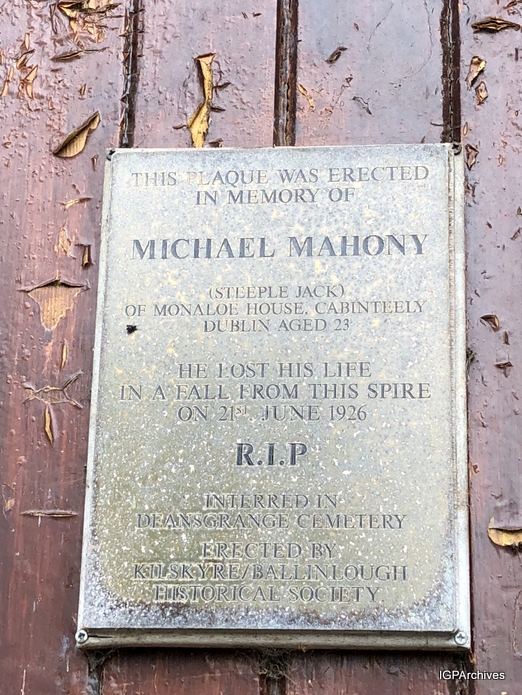 THIS PLAQUE WAS ERECTED
IN MEMORY OF
MICHAEL MAHONY
(STEEPLE JACK)
OF MONALOE HOUSE, CABINTEELY
DUBLIN AGED 23
HE LOST HIS LIFE
IN A FALL FROM THIS SPIRE
ON 21ST JUNE 1926
R.I.P
INTERRED IN
DEANSGRANGE CEMETERY
ERECTED BY
KILSKYRE/BALLINLOUGH
HISTORICAL SOCIETY.
IGPArchives